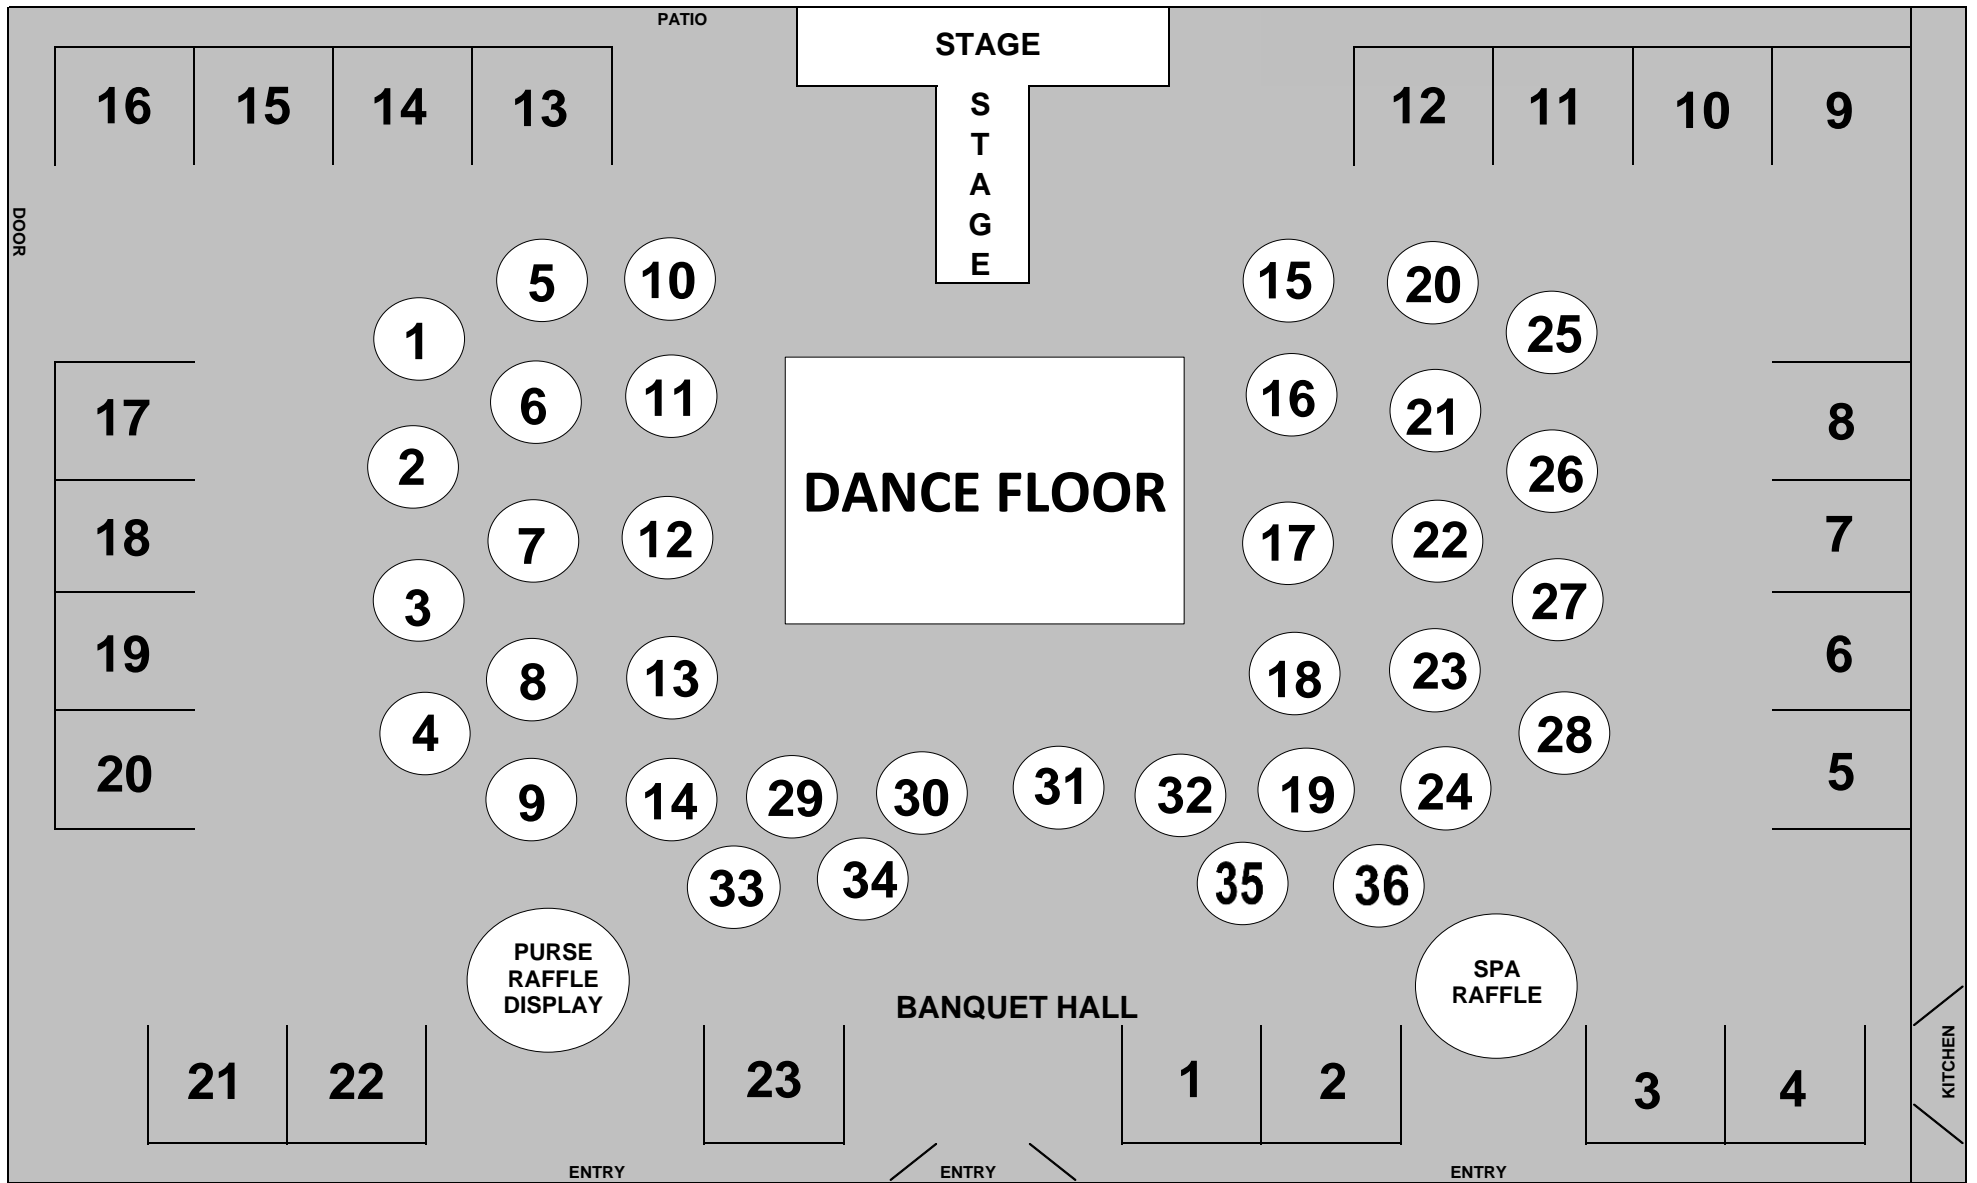 PATIO
STAGE
16 15 14 13
12 11 10 9
S
T
A
G
E
DOOR
5 10 15 20
1 25
6 11 16 21
17 8
2 26
DANCE FLOOR
18 7 12 17 22 7
3 27
19 8 13 18 23 6
4 28
20 9 14 29 30 31 32 19 24 5
33 34 35 36
PURSE
RAFFLE
DISPLAY
SPA
RAFFLE
BANQUET HALL
21 22 23 1 2 3 4
KITCHEN
ENTRY ENTRY ENTRY